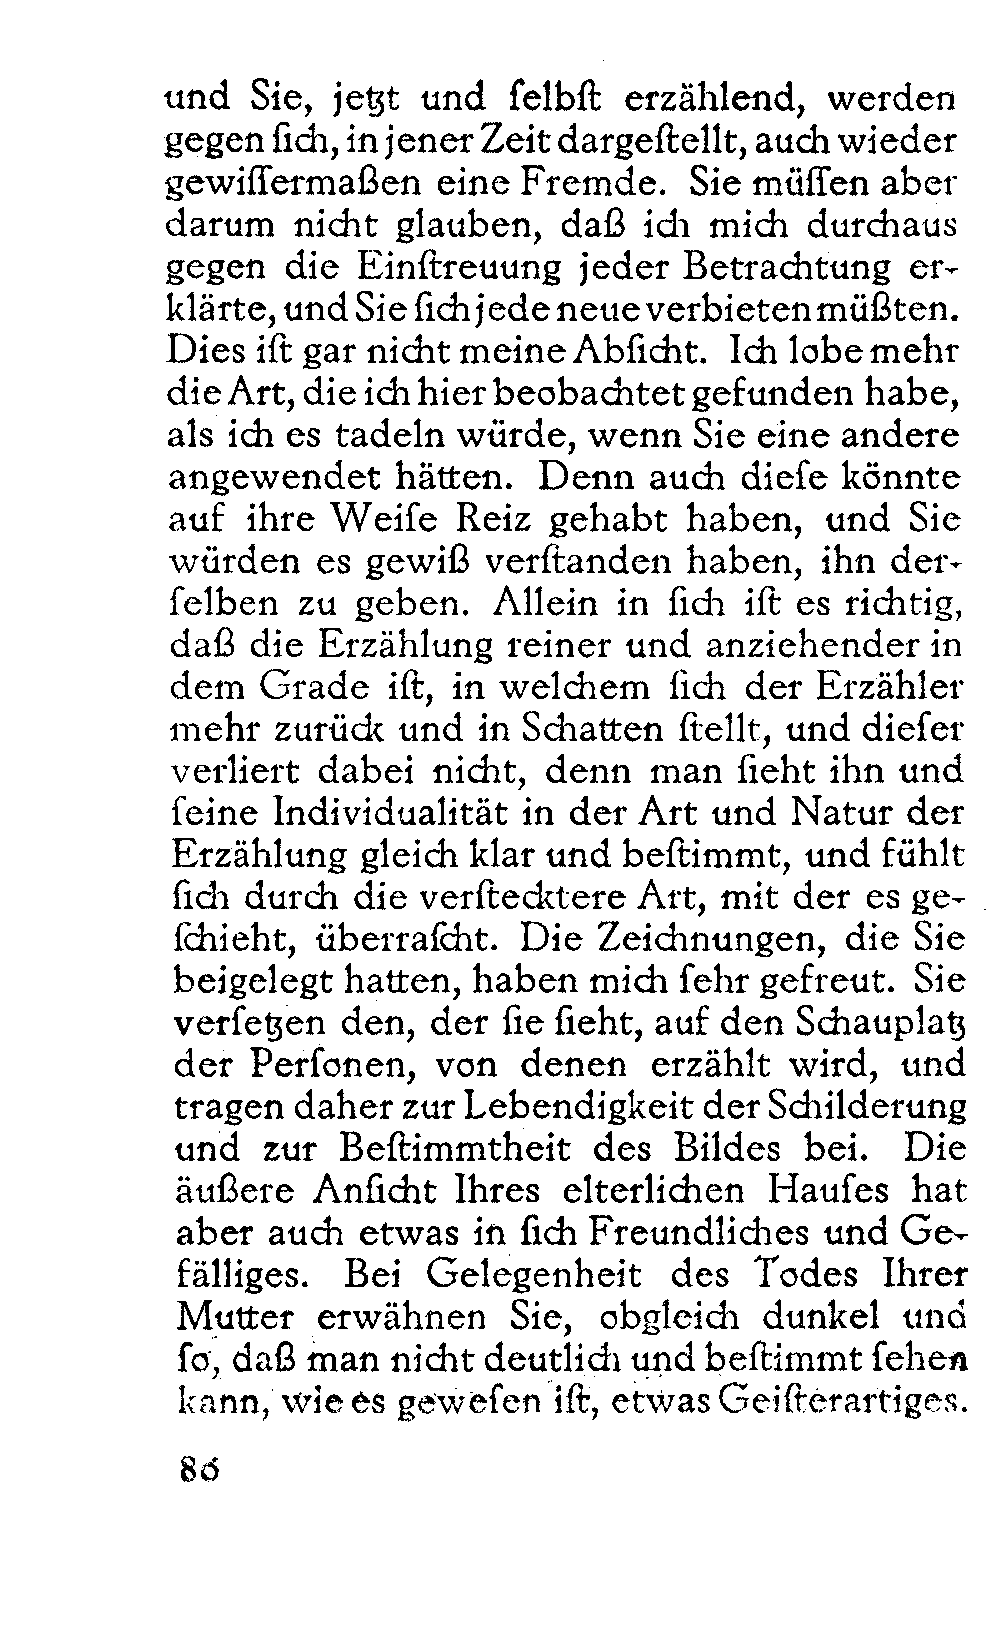 und Sie, jetzt und ſelbſt erzählend, werden
gegen ſich, in jener Zeit dargeſtellt, auch wieder
gewiſſermaßen eine Fremde. Sie müſſen aber
darum nicht glauben, daß ich mich durchaus
gegen die Einſtreuung jeder Betrachtung er-
klärte, und Sie ſich jede neue verbieten müßten.
Dies iſt gar nicht meine Abſicht. Ich lobe mehr
die Art, die ich hier beobachtet gefunden habe,
als ich es tadeln würde, wenn Sie eine andere
angewendet hätten. Denn auch dieſe könnte
auf ihre Weiſe Reiz gehabt haben, und Sie
würden es gewiß verſtanden haben, ihn der-
ſelben zu geben. Allein in ſich iſt es richtig,
daß die Erzählung reiner und anziehender in
dem Grade iſt, in welchem ſich der Erzähler
mehr zurück und in Schatten ſtellt, und dieſer
verliert dabei nicht, denn man ſieht ihn und
ſeine Individualität in der Art und Natur der
Erzählung gleich klar und beſtimmt, und fühlt
ſich durch die verſtecktere Art, mit der es ge-
ſchieht, überraſcht. Die Zeichnungen, die Sie
beigelegt hatten, haben mich ſehr gefreut. Sie
verſetzen den, der ſie ſieht, auf den Schauplatz
der Perſonen, von denen erzählt wird, und
tragen daher zur Lebendigkeit der Schilderung
und zur Beſtimmtheit des Bildes bei. Die
äußere Anſicht Ihres elterlichen Hauſes hat
aber auch etwas in ſich Freundliches und Ge-
fälliges. Bei Gelegenheit des Todes Ihrer
Mutter erwähnen Sie, obgleich dunkel und
ſo, daß man nicht deutlich und beſtimmt ſehen
kann, wie es geweſen iſt, etwas Geiſterartiges.
86